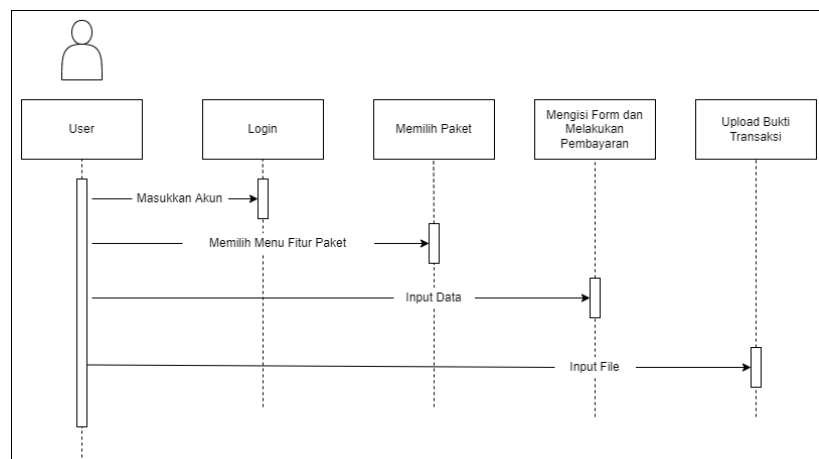 User
Login
Memilih Paket
Mengisi Form dan
Melakukan
Pembayaran
Upload Bukti
Transaksi
Masukkan Akun
Memilih Menu Fitur Paket
Input Data
Input File